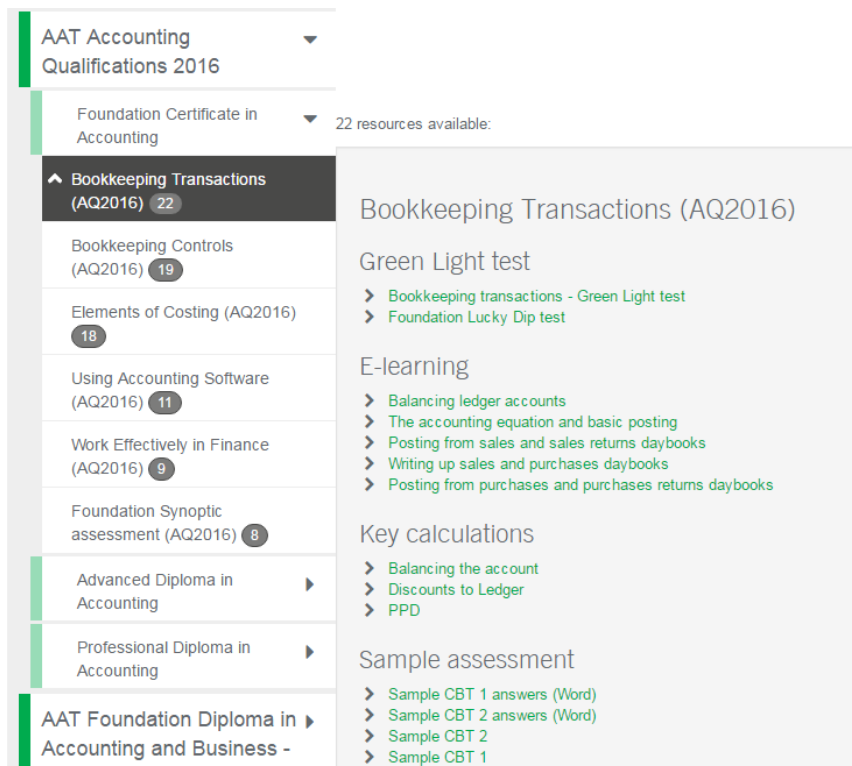 AAT Accounting
Qualifications 2016
Foundation Certificate in
Accounting
Bookkeeping Transactions
(AQ2016) 22
Bookkeeping Controls
(AQ2016) 19
Elements of Costing (AQ2016)
18
Using Accounting Software
(AQ2016) 11
Work Effectively in Finance
(AQ2016) 9
Foundation Synoptic
assessment (AQ2016) 8
Advanced Diploma in
Accounting
Professional Diploma in
Accounting
AAT Foundation Diploma in
Accounting and Business -
22 resources available:
Bookkeeping Transactions (AQ2016)
Green Light test
Bookkeeping transactions - Green Light test
Foundation Lucky Dip test
E-learning
Balancing ledger accounts
The accounting equation and basic posting
Posting from sales and sales returns daybooks
Writing up sales and purchases daybooks
Posting from purchases and purchases returns daybooks
Key calculations
Balancing the account
Discounts to Ledger
PPD
Sample assessment
Sample CBT 1 answers (Word)
Sample CBT 2 answers (Word)
Sample CBT 2
Sample CBT 1